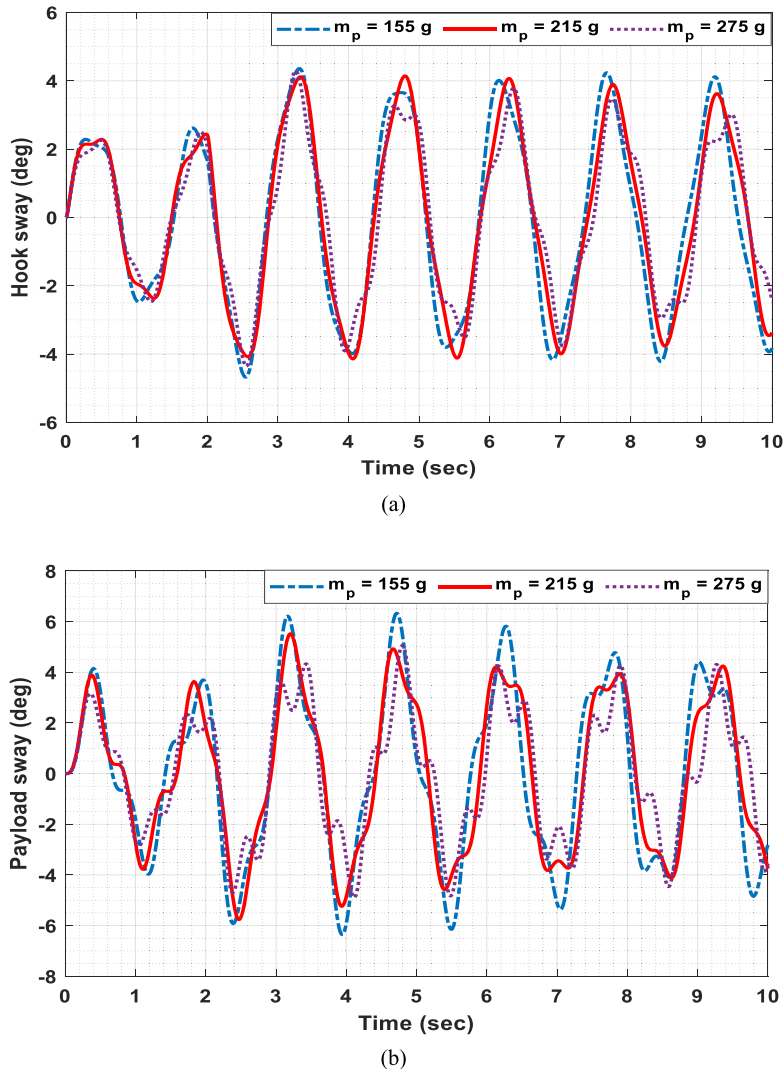 m_p = 155 g m_p = 215 g m_p = 275 g
Hook sway (deg)
6
4
2
0
-2
-4
-6
0 1 2 3 4 5 6 7 8 9 10
Time (sec)
(a)
m_p = 155 g m_p = 215 g m_p = 275 g
Payload sway (deg)
8
6
4
2
0
-2
-4
-6
-8
0 1 2 3 4 5 6 7 8 9 10
Time (sec)
(b)